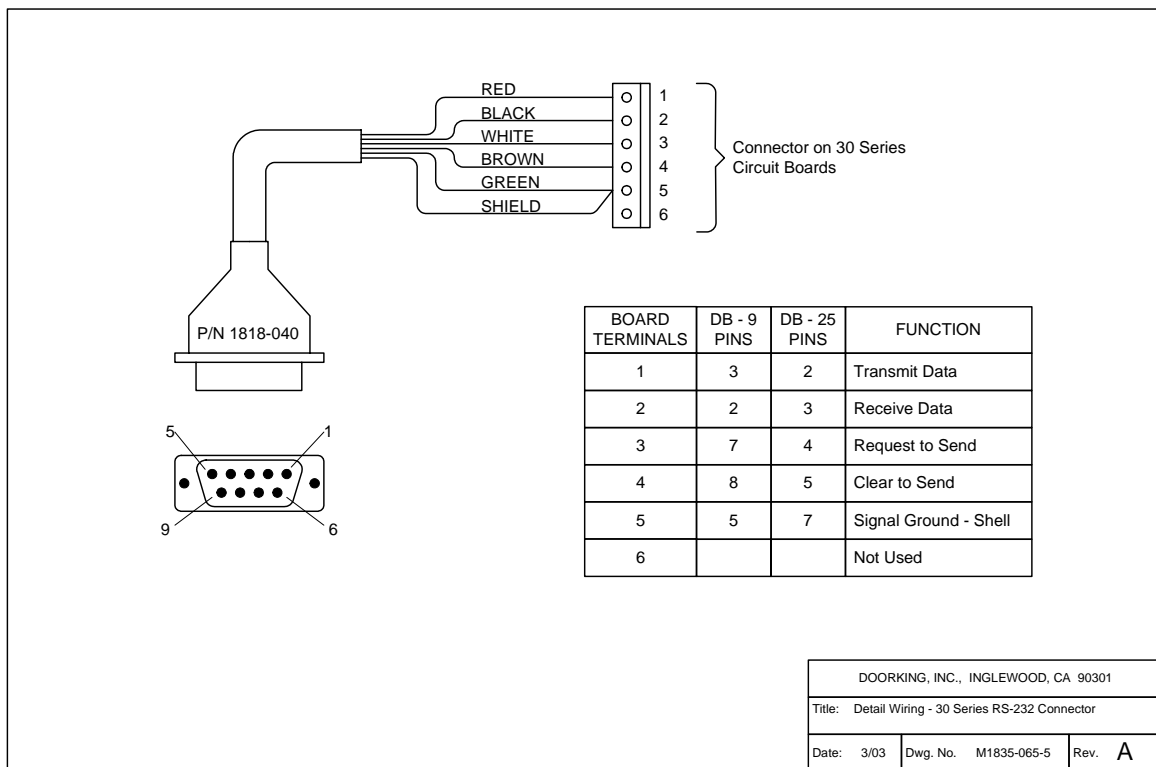 RED
BLACK
WHITE
BROWN
GREEN
SHIELD
1
2
3
4
5
6
Connector on 30 Series
Circuit Boards
P/N 1818-040
5 1
9 6
BOARD TERMINALS DB - 9 PINS DB - 25 PINS FUNCTION
1 3 2 Transmit Data
2 2 3 Receive Data
3 7 4 Request to Send
4 8 5 Clear to Send
5 5 7 Signal Ground - Shell
6 Not Used
DOORKING, INC., INGLEWOOD, CA 90301
Title: Detail Wiring - 30 Series RS-232 Connector
Date: 3/03 Dwg. No. M1835-065-5 Rev. A